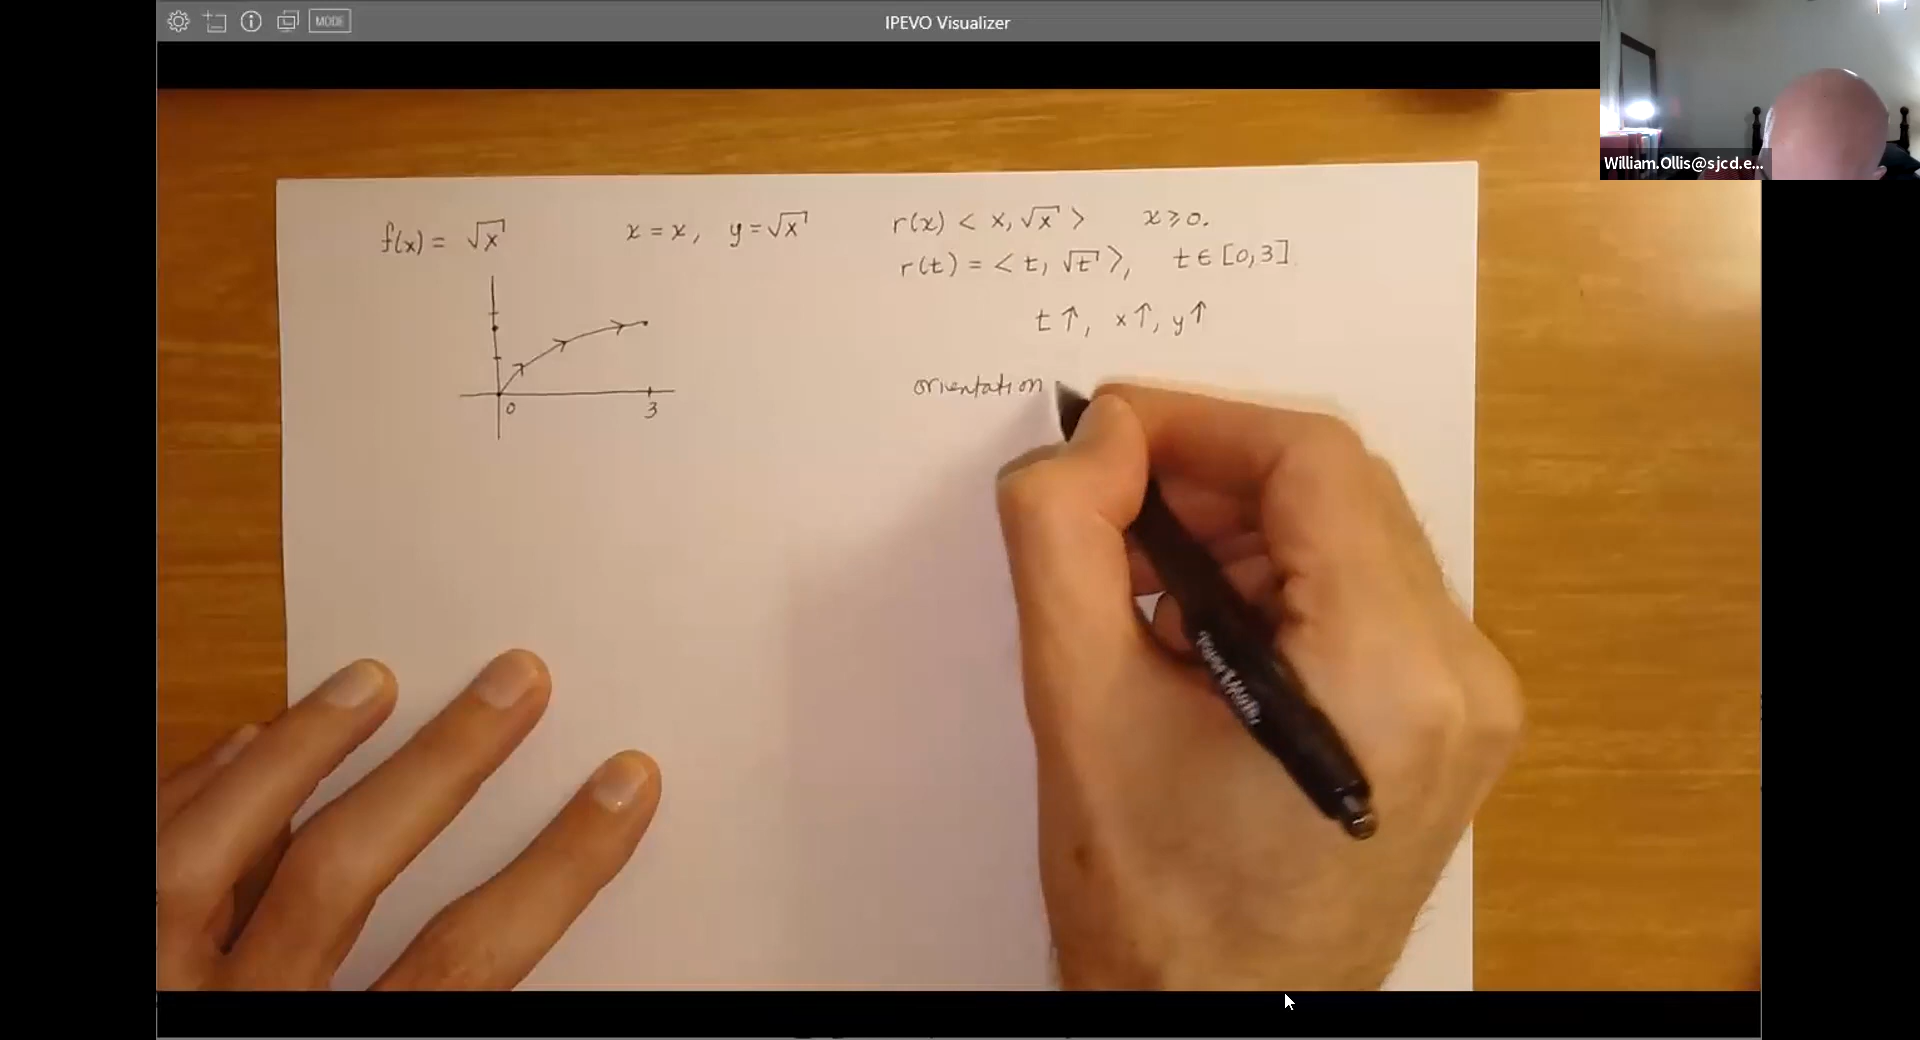 MODE
IPEVO Visualizer
William.Ollis@sjcd.e...
f(x) = √x
x = x, y = √x
r(x) < x, √x > x ≥ 0.
r(t) = < t, √t >, t ∈ [0,3]
t↑, x↑, y↑
orientation
0
3